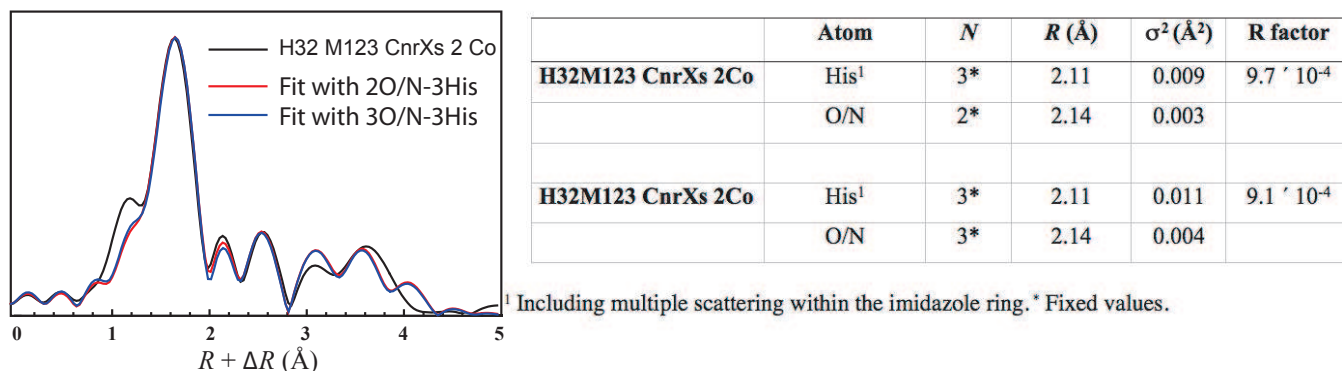 H32 M123 CnrXs 2 Co
Fit with 2O/N-3His
Fit with 3O/N-3His
0 1 2 3 4 5
R + ΔR (Å)
Atom N R (Å) σ² (Å²) R factor
H32M123 CnrXs 2Co His¹ 3* 2.11 0.009 9.7 ´ 10⁻⁴
O/N 2* 2.14 0.003
H32M123 CnrXs 2Co His¹ 3* 2.11 0.011 9.1 ´ 10⁻⁴
O/N 3* 2.14 0.004
¹ Including multiple scattering within the imidazole ring. * Fixed values.